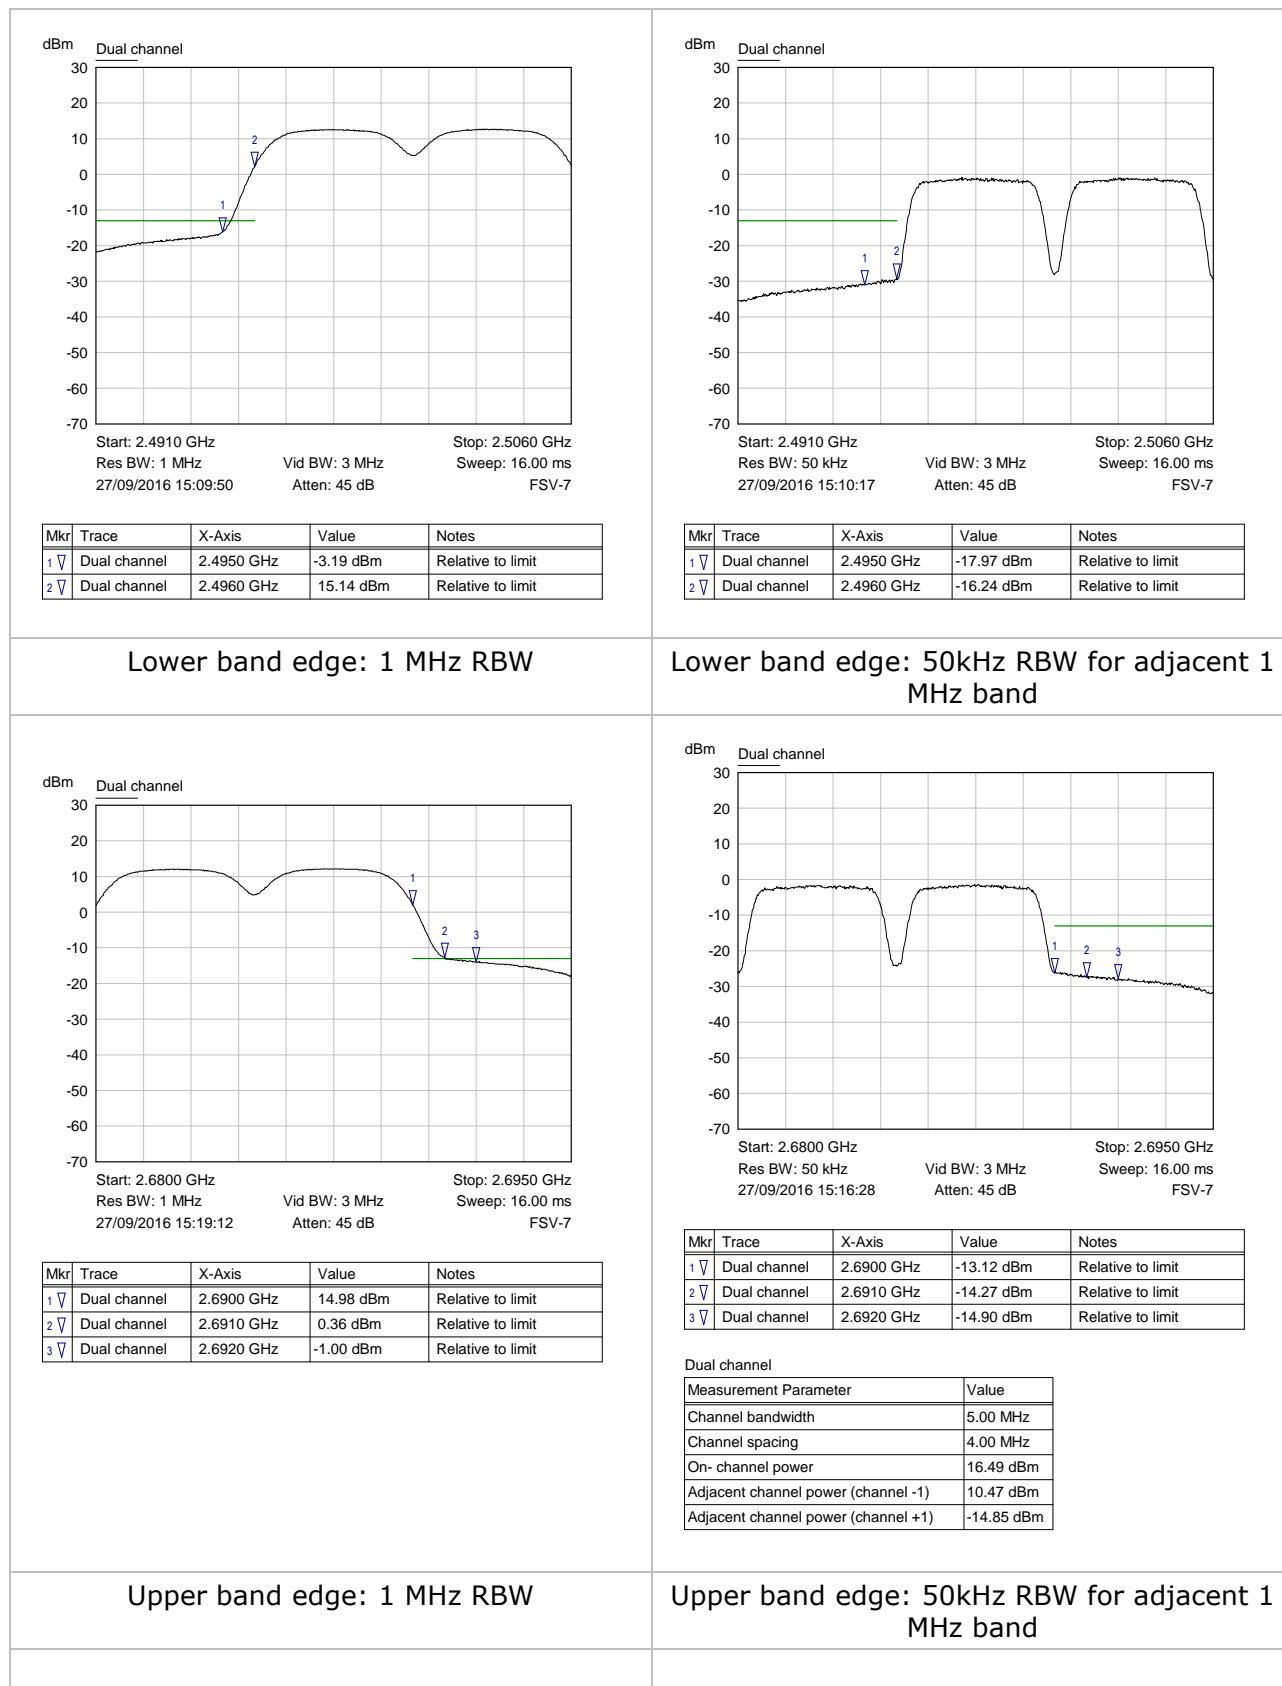 dBm Dual channel
30
20
10
0
-10
-20
-30
-40
-50
-60
-70
1
2
Start: 2.4910 GHz Stop: 2.5060 GHz
Res BW: 1 MHz Vid BW: 3 MHz Sweep: 16.00 ms
27/09/2016 15:09:50 Atten: 45 dB FSV-7
Mkr Trace X-Axis Value Notes
1 Dual channel 2.4950 GHz -3.19 dBm Relative to limit
2 Dual channel 2.4960 GHz 15.14 dBm Relative to limit
Lower band edge: 1 MHz RBW
dBm Dual channel
30
20
10
0
-10
-20
-30
-40
-50
-60
-70
1
2
Start: 2.4910 GHz Stop: 2.5060 GHz
Res BW: 50 kHz Vid BW: 3 MHz Sweep: 16.00 ms
27/09/2016 15:10:17 Atten: 45 dB FSV-7
Mkr Trace X-Axis Value Notes
1 Dual channel 2.4950 GHz -17.97 dBm Relative to limit
2 Dual channel 2.4960 GHz -16.24 dBm Relative to limit
Lower band edge: 50kHz RBW for adjacent 1
MHz band
dBm Dual channel
30
20
10
0
-10
-20
-30
-40
-50
-60
-70
1
2
3
Start: 2.6800 GHz Stop: 2.6950 GHz
Res BW: 1 MHz Vid BW: 3 MHz Sweep: 16.00 ms
27/09/2016 15:19:12 Atten: 45 dB FSV-7
Mkr Trace X-Axis Value Notes
1 Dual channel 2.6900 GHz 14.98 dBm Relative to limit
2 Dual channel 2.6910 GHz 0.36 dBm Relative to limit
3 Dual channel 2.6920 GHz -1.00 dBm Relative to limit
Upper band edge: 1 MHz RBW
dBm Dual channel
30
20
10
0
-10
-20
-30
-40
-50
-60
-70
1
2
3
Start: 2.6800 GHz Stop: 2.6950 GHz
Res BW: 50 kHz Vid BW: 3 MHz Sweep: 16.00 ms
27/09/2016 15:16:28 Atten: 45 dB FSV-7
Mkr Trace X-Axis Value Notes
1 Dual channel 2.6900 GHz -13.12 dBm Relative to limit
2 Dual channel 2.6910 GHz -14.27 dBm Relative to limit
3 Dual channel 2.6920 GHz -14.90 dBm Relative to limit
Dual channel
Measurement Parameter Value
Channel bandwidth 5.00 MHz
Channel spacing 4.00 MHz
On- channel power 16.49 dBm
Adjacent channel power (channel -1) 10.47 dBm
Adjacent channel power (channel +1) -14.85 dBm
Upper band edge: 50kHz RBW for adjacent 1
MHz band